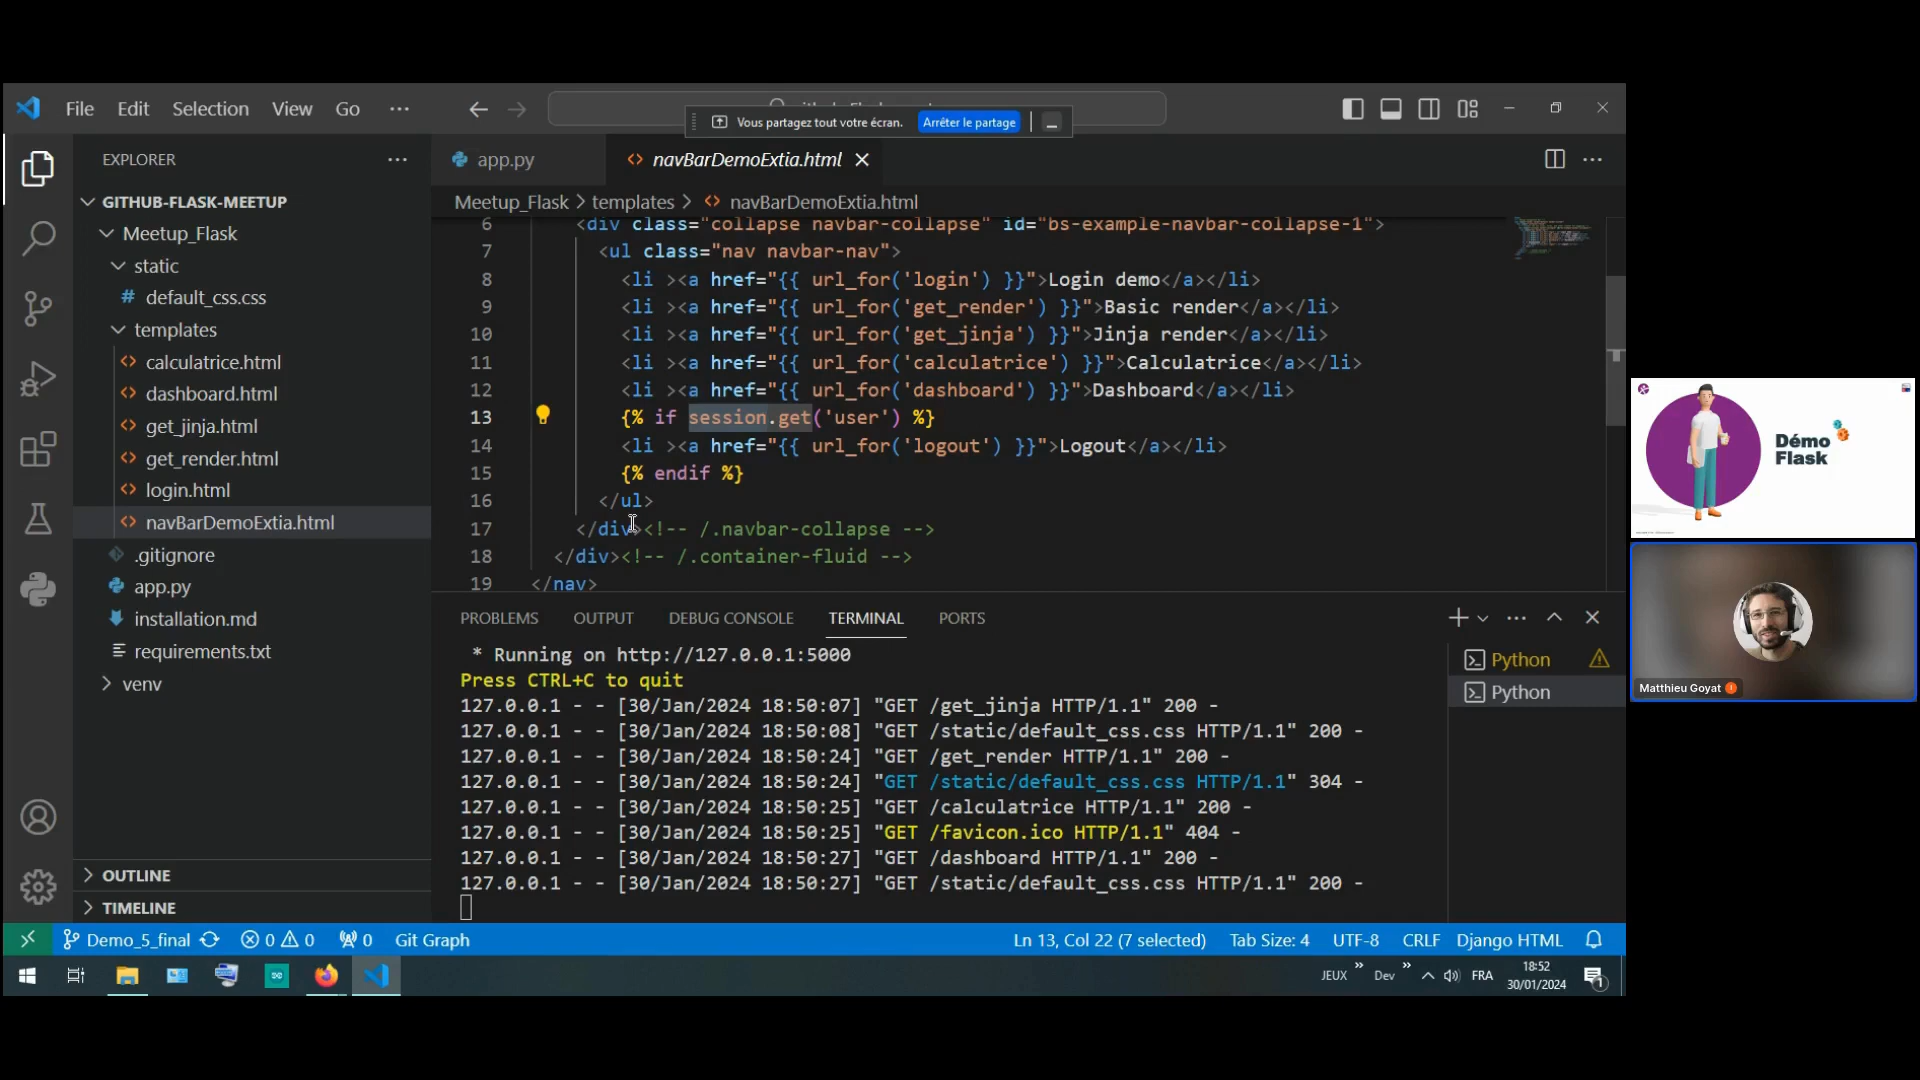 File Edit Selection View Go ···
Vous partagez tout votre écran. Arrêter le partage
EXPLORER
app.py
navBarDemoExtia.html
GITHUB-FLASK-MEETUP
Meetup_Flask
static
default_css.css
templates
calculatrice.html
dashboard.html
get_jinja.html
get_render.html
login.html
navBarDemoExtia.html
.gitignore
app.py
installation.md
requirements.txt
venv
OUTLINE
TIMELINE
Meetup_Flask > templates > navBarDemoExtia.html
6 <div class="collapse navbar-collapse" id="bs-example-navbar-collapse-1">
7 <ul class="nav navbar-nav">
8 <li ><a href="{{ url_for('login') }}">Login demo</a></li>
9 <li ><a href="{{ url_for('get_render') }}">Basic render</a></li>
10 <li ><a href="{{ url_for('get_jinja') }}">Jinja render</a></li>
11 <li ><a href="{{ url_for('calculatrice') }}">Calculatrice</a></li>
12 <li ><a href="{{ url_for('dashboard') }}">Dashboard</a></li>
13 {% if session.get('user') %}
14 <li ><a href="{{ url_for('logout') }}">Logout</a></li>
15 {% endif %}
16 </ul>
17 </div><!-- /.navbar-collapse -->
18 </div><!-- /.container-fluid -->
19 </nav>
PROBLEMS OUTPUT DEBUG CONSOLE TERMINAL PORTS
* Running on http://127.0.0.1:5000
Press CTRL+C to quit
127.0.0.1 - - [30/Jan/2024 18:50:07] "GET /get_jinja HTTP/1.1" 200 -
127.0.0.1 - - [30/Jan/2024 18:50:08] "GET /static/default_css.css HTTP/1.1" 200 -
127.0.0.1 - - [30/Jan/2024 18:50:24] "GET /get_render HTTP/1.1" 200 -
127.0.0.1 - - [30/Jan/2024 18:50:24] "GET /static/default_css.css HTTP/1.1" 304 -
127.0.0.1 - - [30/Jan/2024 18:50:25] "GET /calculatrice HTTP/1.1" 200 -
127.0.0.1 - - [30/Jan/2024 18:50:25] "GET /favicon.ico HTTP/1.1" 404 -
127.0.0.1 - - [30/Jan/2024 18:50:27] "GET /dashboard HTTP/1.1" 200 -
127.0.0.1 - - [30/Jan/2024 18:50:27] "GET /static/default_css.css HTTP/1.1" 200 -
Python
Python
Demo_5_final 0 0 0 Git Graph Ln 13, Col 22 (7 selected) Tab Size: 4 UTF-8 CRLF Django HTML
JEUX » Dev » FRA
18:52
30/01/2024
1
Démo
Flask
Matthieu Goyat